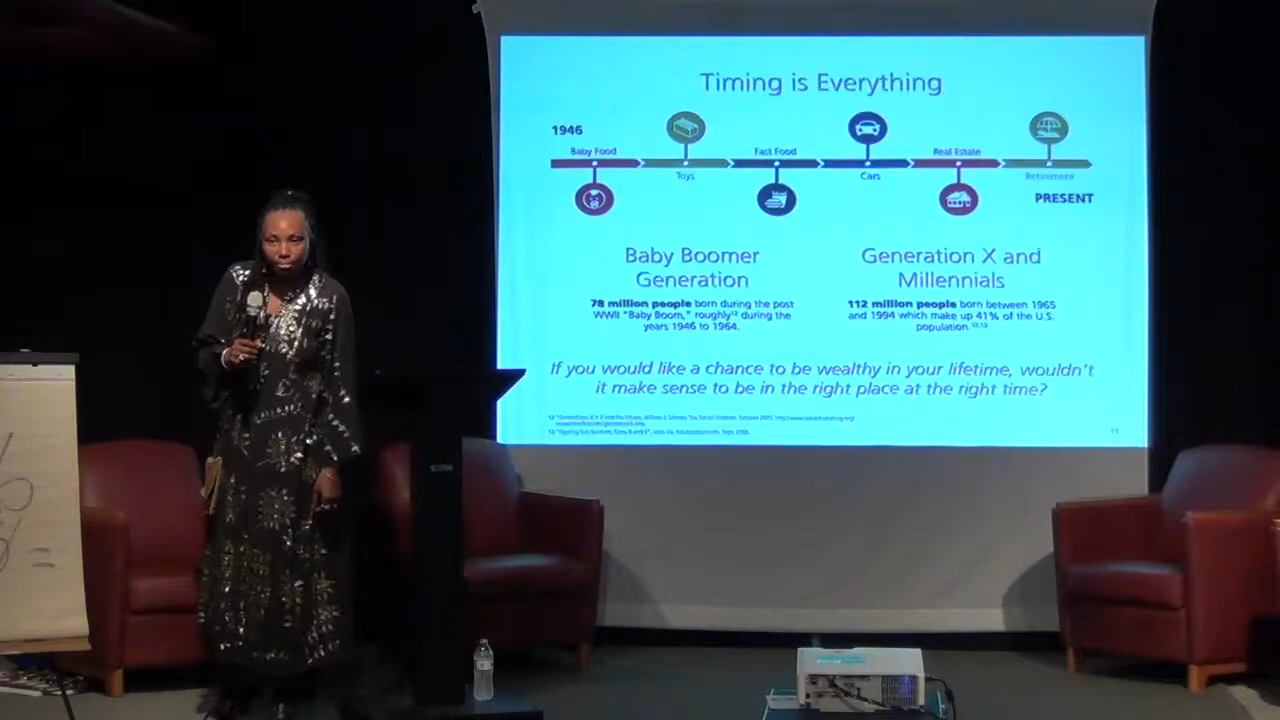 Timing is Everything
1946
Baby Food
Fast Food
Real Estate
Toys
Cars
Retirement
PRESENT
Baby Boomer
Generation
78 million people born during the post
WWII "Baby Boom," roughly¹² during the
years 1946 to 1964.
Generation X and
Millennials
112 million people born between 1965
and 1994 which make up 41% of the U.S.
population.¹²,¹³
If you would like a chance to be wealthy in your lifetime, wouldn't
it make sense to be in the right place at the right time?
11